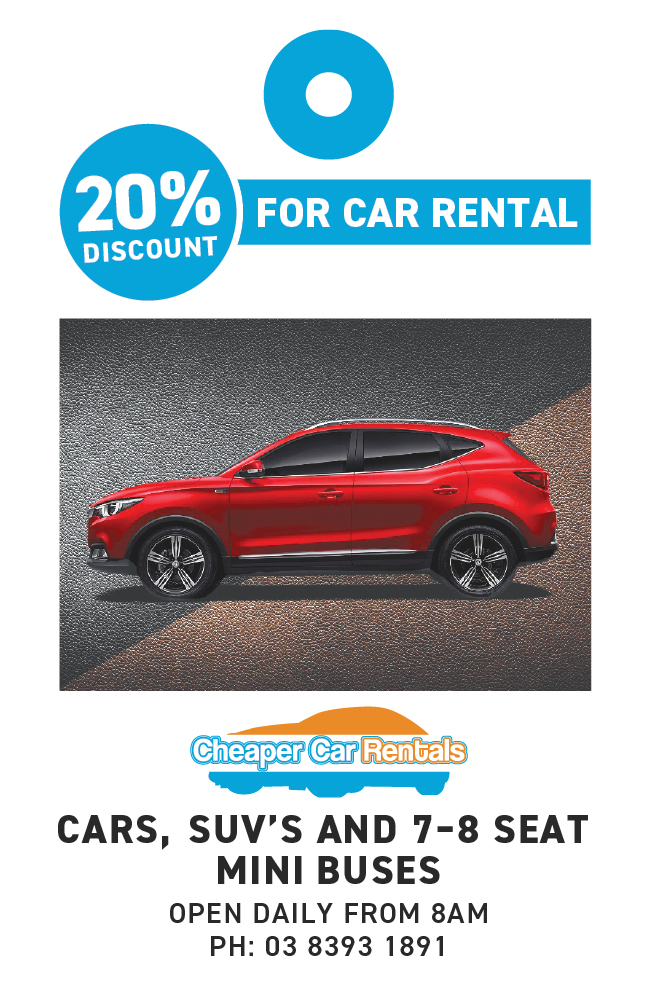 20%
DISCOUNT
FOR CAR RENTAL
Cheaper Car Rentals
CARS, SUV'S AND 7-8 SEAT
MINI BUSES
OPEN DAILY FROM 8AM
PH: 03 8393 1891